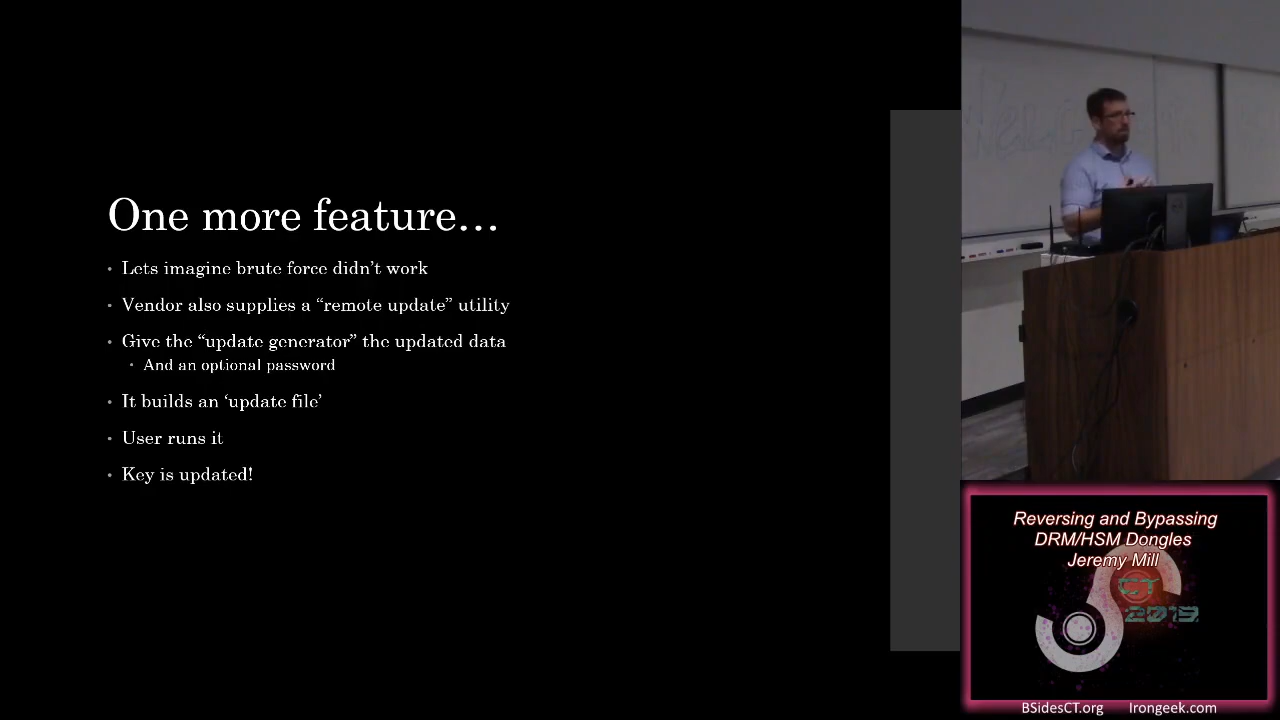 One more feature…
• Lets imagine brute force didn't work
• Vendor also supplies a “remote update” utility
• Give the “update generator” the updated data
• And an optional password
• It builds an ‘update file’
• User runs it
• Key is updated!
Reversing and Bypassing
DRM/HSM Dongles
Jeremy Mill
CT
2019
BSidesCT.org Irongeek.com